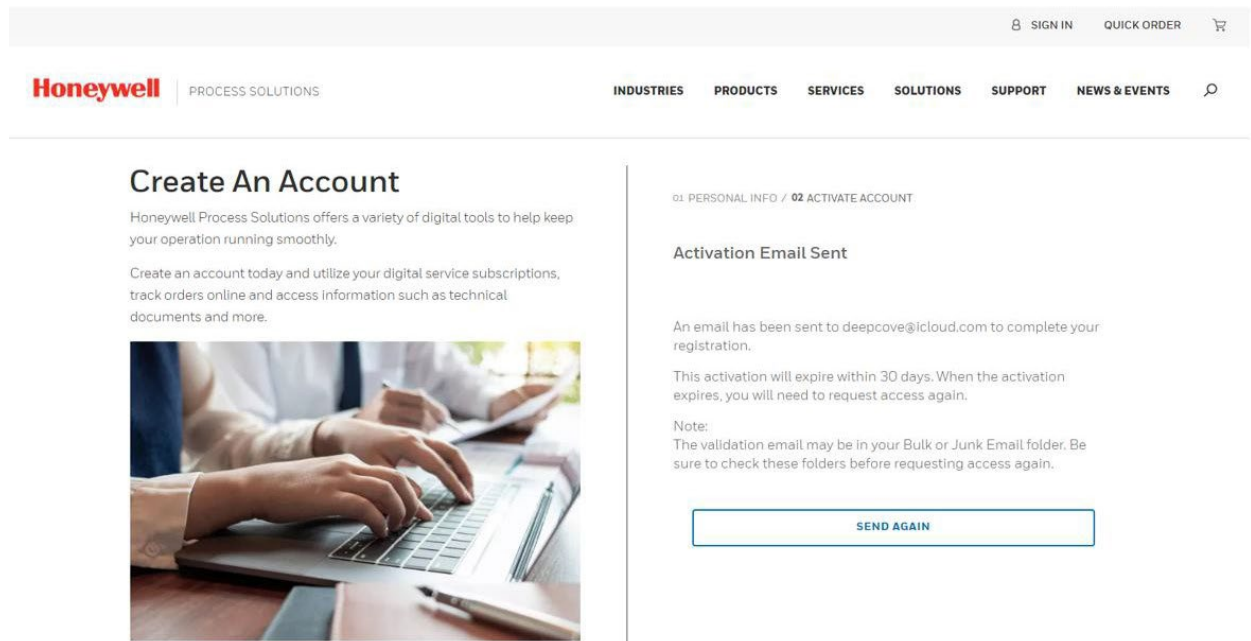 SIGN IN QUICK ORDER
Honeywell PROCESS SOLUTIONS INDUSTRIES PRODUCTS SERVICES SOLUTIONS SUPPORT NEWS & EVENTS
Create An Account
Honeywell Process Solutions offers a variety of digital tools to help keep
your operation running smoothly.
Create an account today and utilize your digital service subscriptions,
track orders online and access information such as technical
documents and more.
01 PERSONAL INFO / 02 ACTIVATE ACCOUNT
Activation Email Sent
An email has been sent to deepcove@icloud.com to complete your
registration.
This activation will expire within 30 days. When the activation
expires, you will need to request access again.
Note:
The validation email may be in your Bulk or Junk Email folder. Be
sure to check these folders before requesting access again.
SEND AGAIN